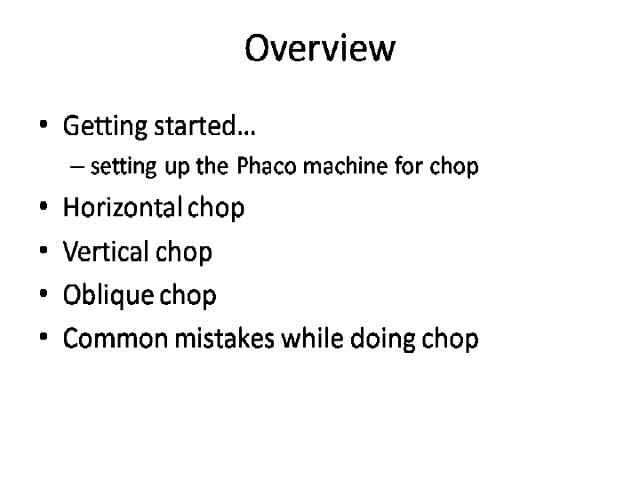 Overview
• Getting started...
– setting up the Phaco machine for chop
• Horizontal chop
• Vertical chop
• Oblique chop
• Common mistakes while doing chop